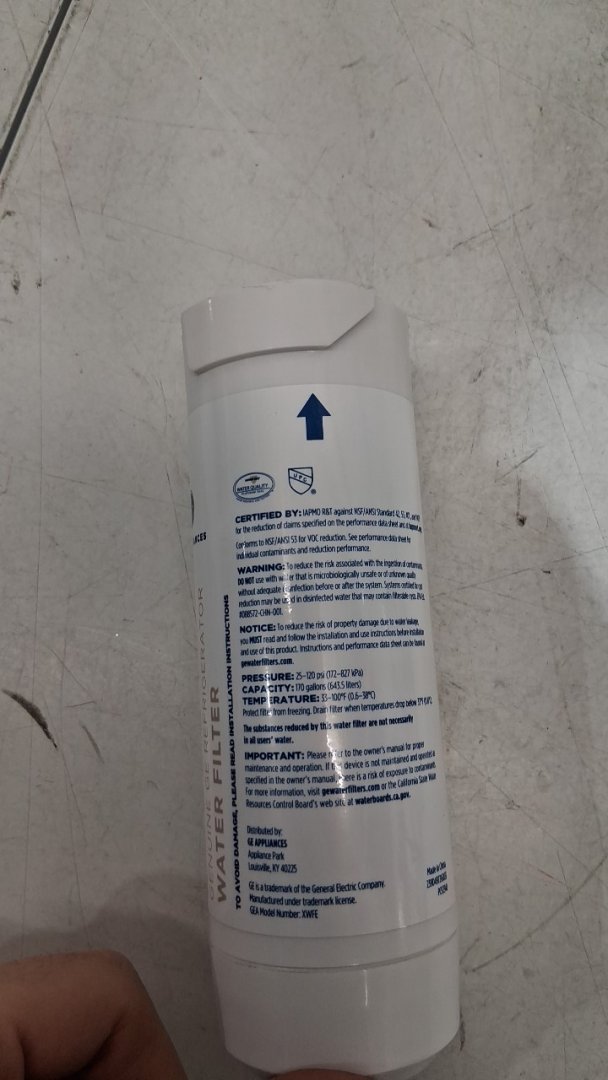 WATER QUALITY
UPC
®
CERTIFIED BY: IAPMO R&T against NSF/ANSI Standard 42, 53, 401, and
for the reduction of claims specified on the performance data sheet and at
Conforms to NSF/ANSI 53 for VOC reduction. See performance data sheet for
individual contaminants and reduction performance.
WARNING: To reduce the risk associated with the ingestion of contaminants,
DO NOT use with water that is microbiologically unsafe or of unknown quality
without adequate disinfection before or after the system. Systems certified for cyst
reduction may be used in disinfected water that may contain filterable cysts. EPA Est.
#088572-CHN-001.
NOTICE: To reduce the risk of property damage due to water leakage,
you MUST read and follow the installation and use instructions before installation
and use of this product. Instructions and performance data sheet can be found at
gewaterfilters.com.
PRESSURE: 25–120 psi (172–827 kPa)
CAPACITY: 170 gallons (643.5 liters)
TEMPERATURE: 33–100°F (0.6–38°C)
Protect filter from freezing. Drain filter when temperatures drop below
The substances reduced by this water filter are not necessarily
in all users' water.
IMPORTANT: Please refer to the owner's manual for proper
maintenance and operation. If this device is not maintained and operated as
specified in the owner's manual, there is a risk of exposure to contaminants.
For more information, visit gewaterfilters.com or the California State Water
Resources Control Board's web site at waterboards.ca.gov.
Distributed by:
GE APPLIANCES
Appliance Park
Louisville, KY 40225
GE is a trademark of the General Electric Company.
Manufactured under trademark license.
GEA Model Number: XWFE
Made in China
TO AVOID DAMAGE, PLEASE READ INSTALLATION INSTRUCTIONS
GENUINE GE REFRIGERATOR
WATER FILTER